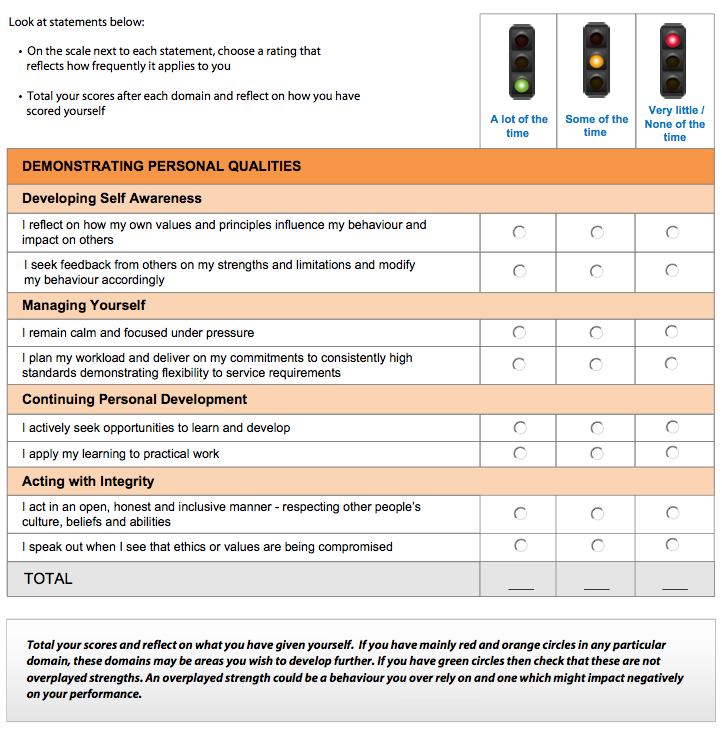 Look at statements below:
• On the scale next to each statement, choose a rating that
reflects how frequently it applies to you
• Total your scores after each domain and reflect on how you have
scored yourself
A lot of the
time
Some of the
time
Very little /
None of the
time
DEMONSTRATING PERSONAL QUALITIES
Developing Self Awareness
I reflect on how my own values and principles influence my behaviour and
impact on others
I seek feedback from others on my strengths and limitations and modify
my behaviour accordingly
Managing Yourself
I remain calm and focused under pressure
I plan my workload and deliver on my commitments to consistently high
standards demonstrating flexibility to service requirements
Continuing Personal Development
I actively seek opportunities to learn and develop
I apply my learning to practical work
Acting with Integrity
I act in an open, honest and inclusive manner - respecting other people's
culture, beliefs and abilities
I speak out when I see that ethics or values are being compromised
TOTAL
Total your scores and reflect on what you have given yourself. If you have mainly red and orange circles in any particular
domain, these domains may be areas you wish to develop further. If you have green circles then check that these are not
overplayed strengths. An overplayed strength could be a behaviour you over rely on and one which might impact negatively
on your performance.